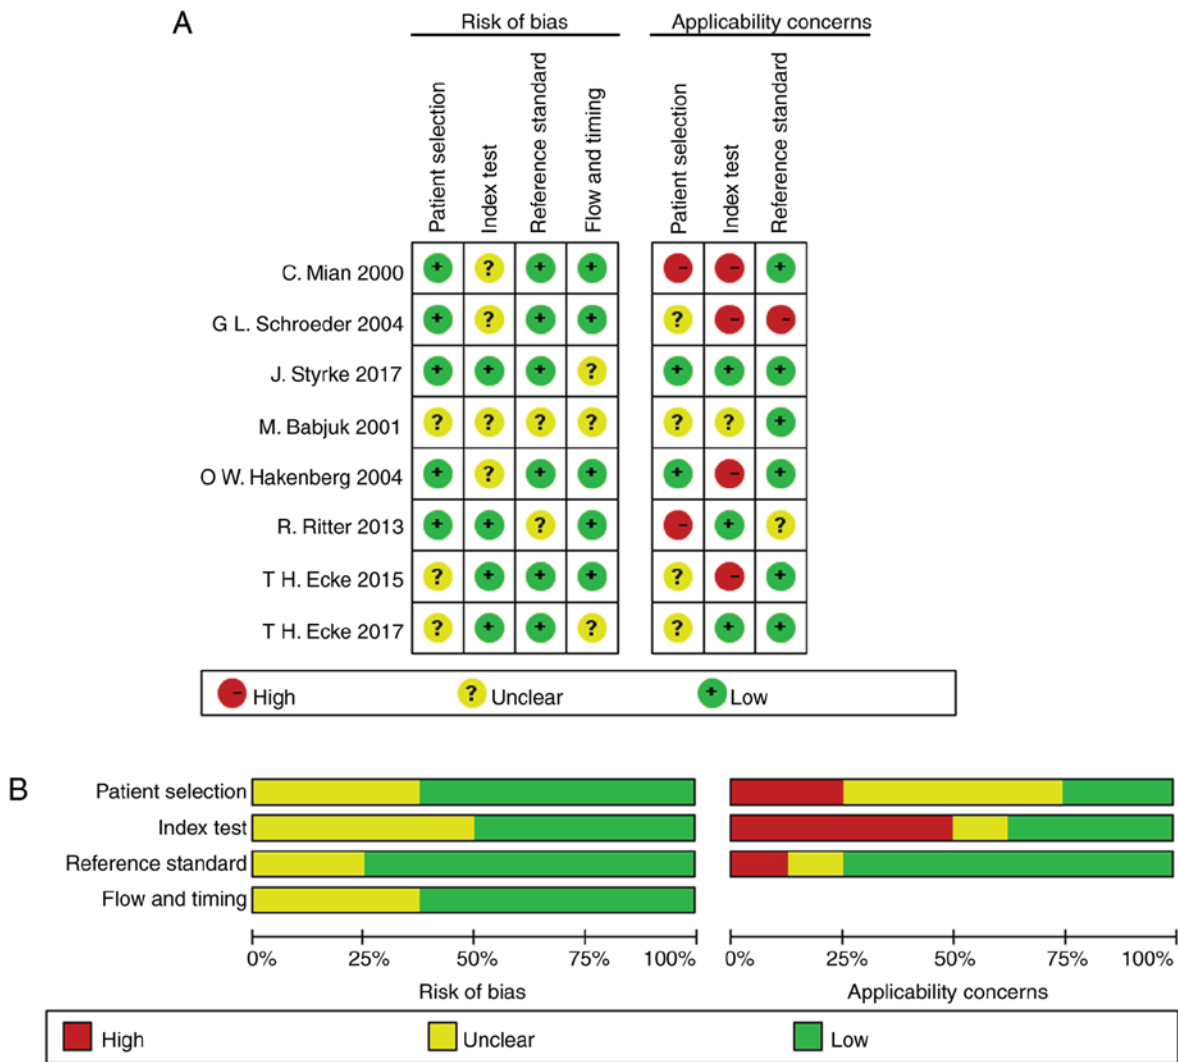 A
Risk of bias
Applicability concerns
Patient selection
Index test
Reference standard
Flow and timing
Patient selection
Index test
Reference standard
C. Mian 2000 + ? + + - - +
G L. Schroeder 2004 + ? + + ? - -
J. Styrke 2017 + + + ? + + +
M. Babjuk 2001 ? ? ? ? ? ? +
O W. Hakenberg 2004 + ? + + + - +
R. Ritter 2013 + + ? + - + ?
T H. Ecke 2015 ? + + + ? - +
T H. Ecke 2017 ? + + ? ? + +
- High ? Unclear + Low
B
Patient selection
Index test
Reference standard
Flow and timing
0% 25% 50% 75% 100%
Risk of bias
0% 25% 50% 75% 100%
Applicability concerns
High Unclear Low